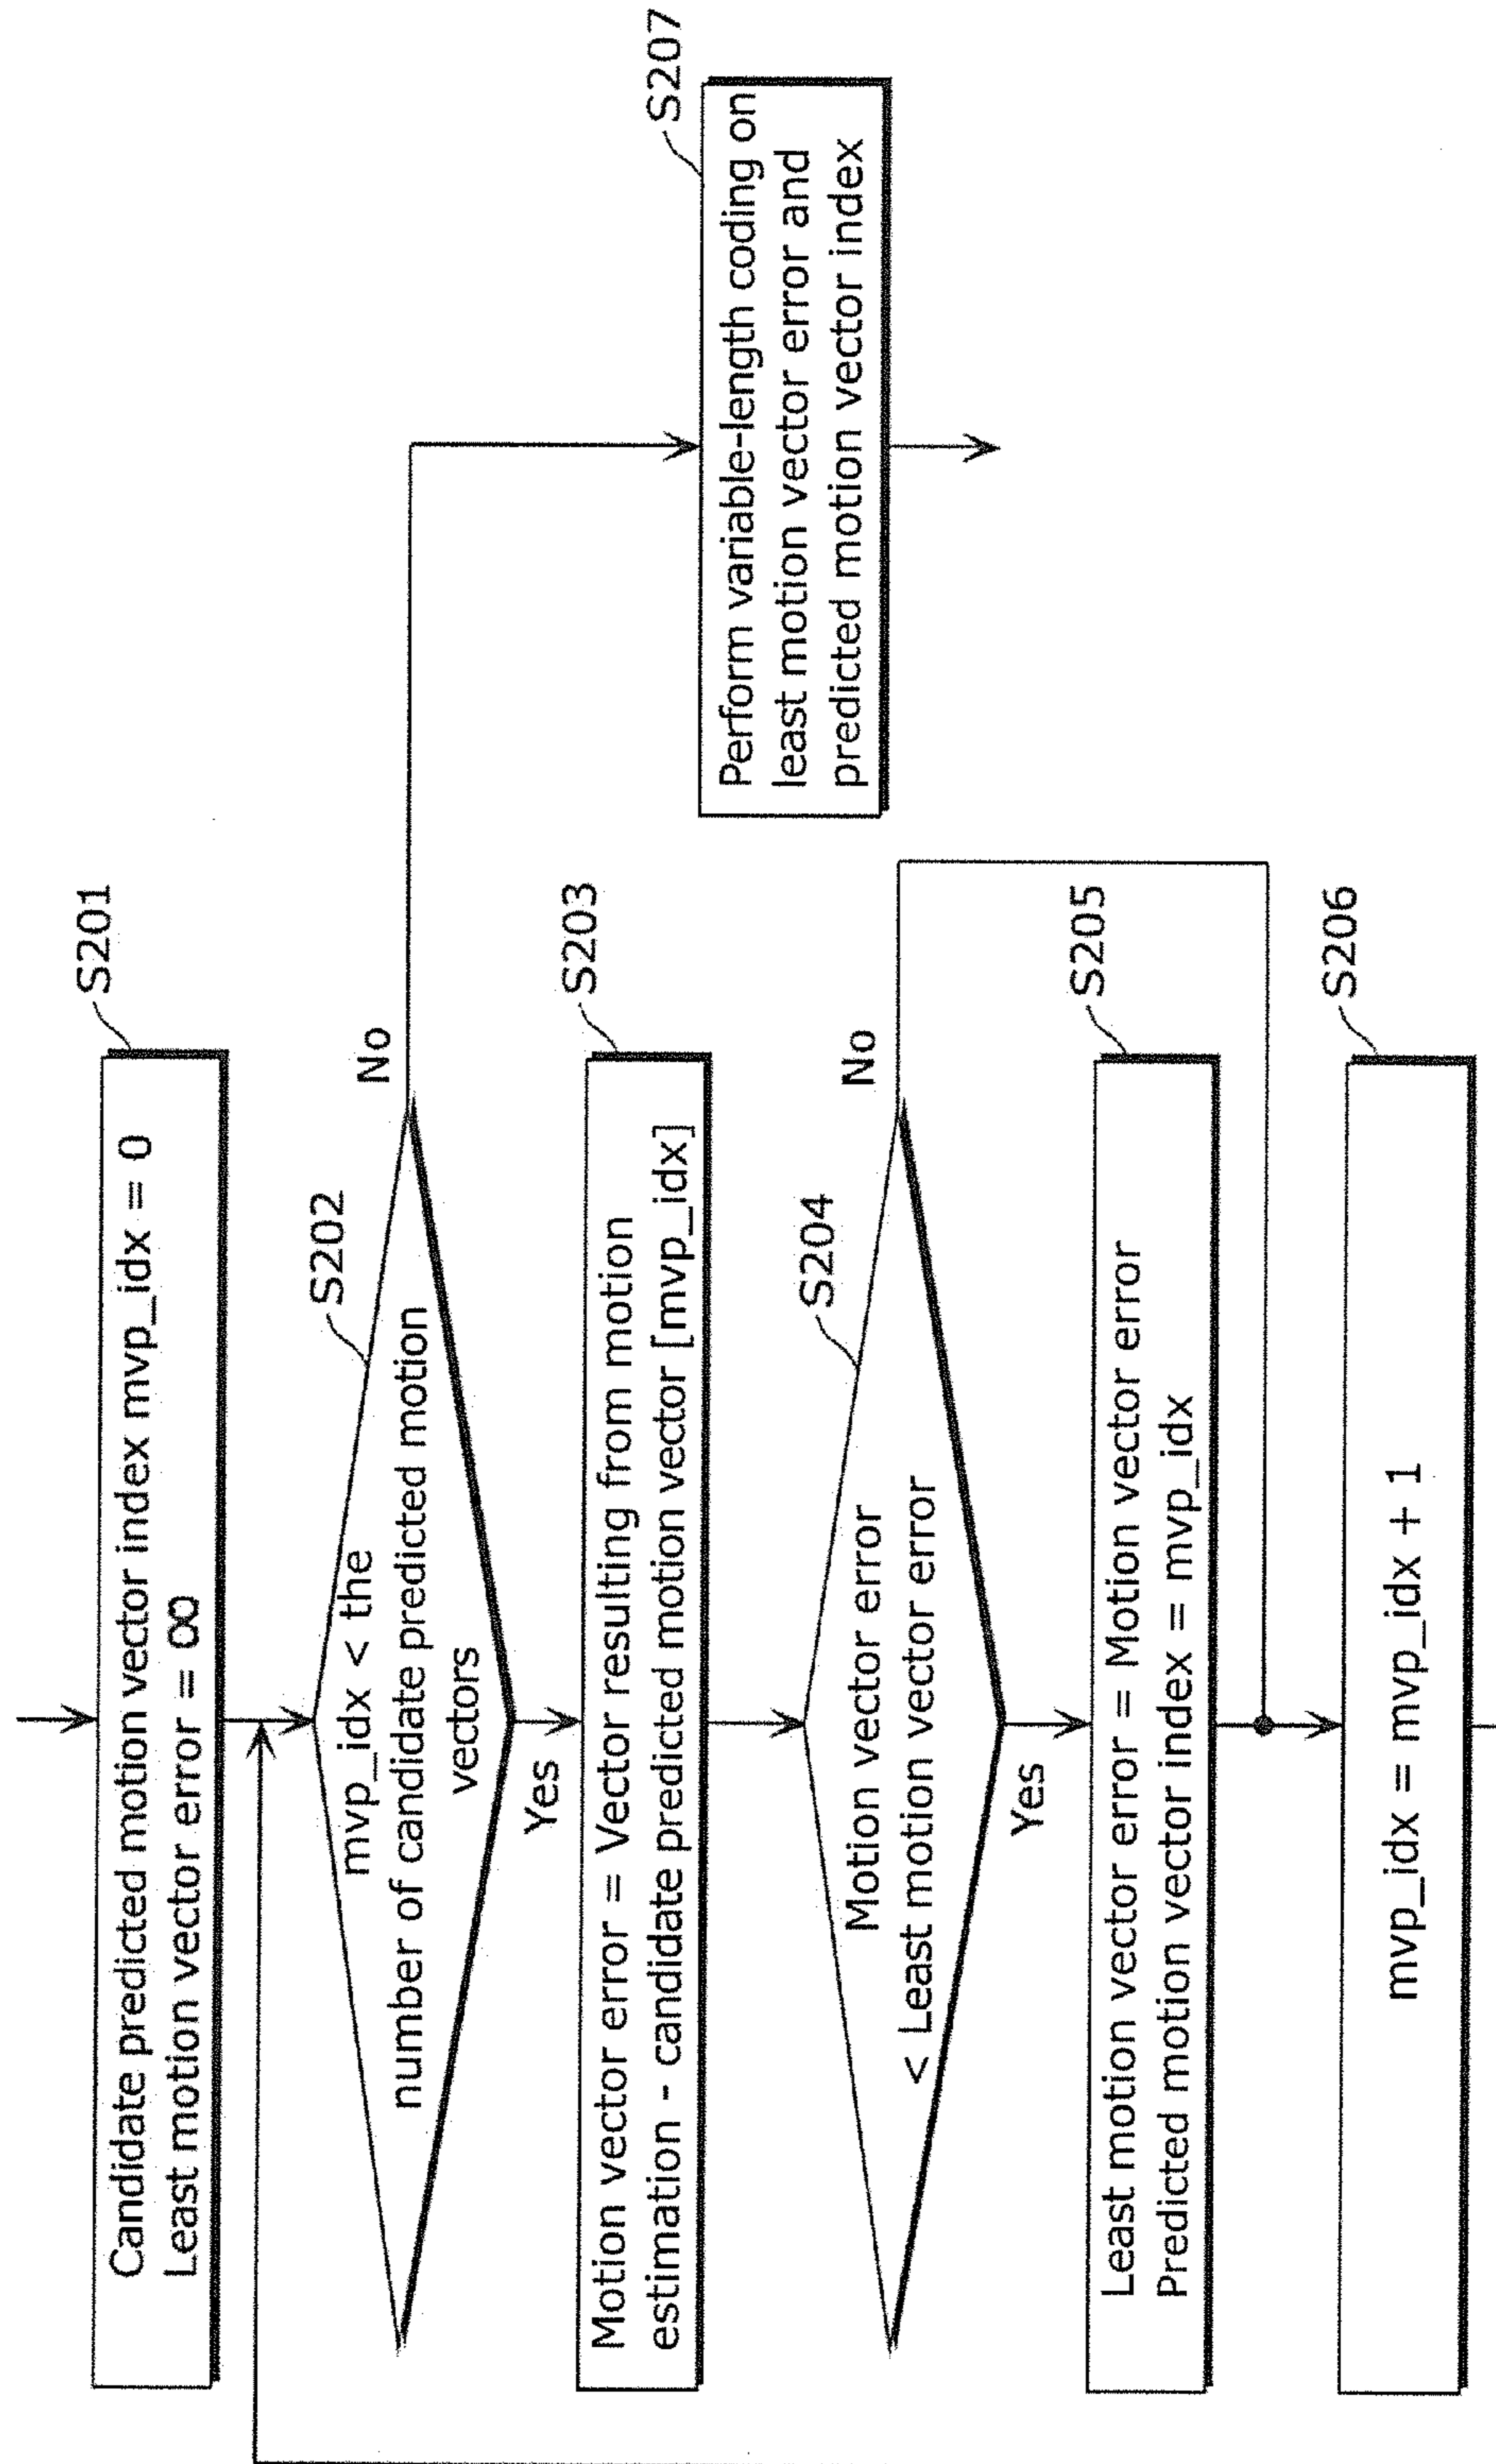 S201
Candidate predicted motion vector index mvp_idx = 0
Least motion vector error = ∞
S202
mvp_idx < the
number of candidate predicted motion
vectors
No
Yes
S203
Motion vector error = Vector resulting from motion
estimation - candidate predicted motion vector [mvp_idx]
S204
Motion vector error
< Least motion vector error
No
Yes
S205
Least motion vector error = Motion vector error
Predicted motion vector index = mvp_idx
S206
mvp_idx = mvp_idx + 1
S207
Perform variable-length coding on
least motion vector error and
predicted motion vector index